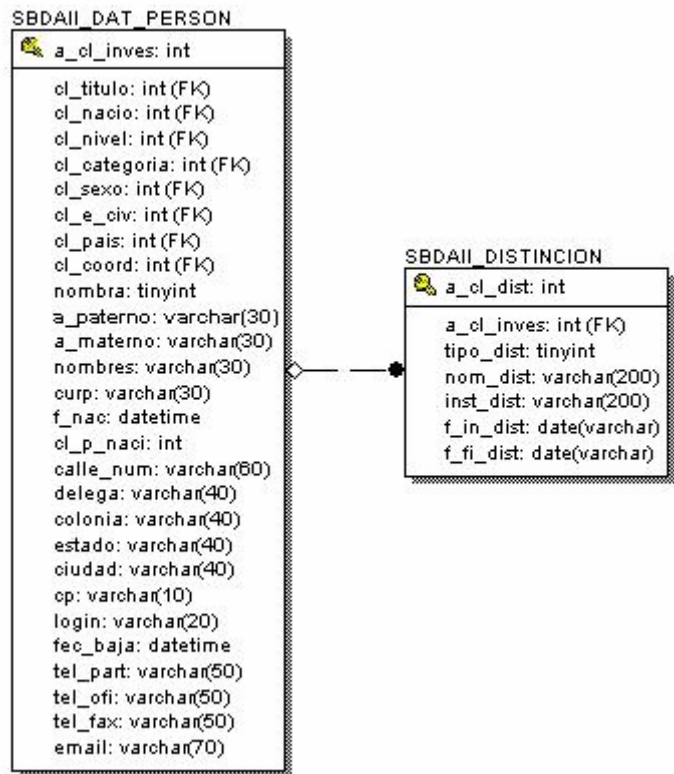 SBDAII_DAT_PERSON
a_cl_inves: int
cl_titulo: int (FK)
cl_nacio: int (FK)
cl_nivel: int (FK)
cl_categoria: int (FK)
cl_sexo: int (FK)
cl_e_civ: int (FK)
cl_pais: int (FK)
cl_coord: int (FK)
nombra: tinyint
a_paterno: varchar(30)
a_materno: varchar(30)
nombres: varchar(30)
curp: varchar(30)
f_nac: datetime
cl_p_naci: int
calle_num: varchar(60)
delega: varchar(40)
colonia: varchar(40)
estado: varchar(40)
ciudad: varchar(40)
cp: varchar(10)
login: varchar(20)
fec_baja: datetime
tel_part: varchar(50)
tel_ofi: varchar(50)
tel_fax: varchar(50)
email: varchar(70)
SBDAII_DISTINCION
a_cl_dist: int
a_cl_inves: int (FK)
tipo_dist: tinyint
nom_dist: varchar(200)
inst_dist: varchar(200)
f_in_dist: date(varchar)
f_fi_dist: date(varchar)